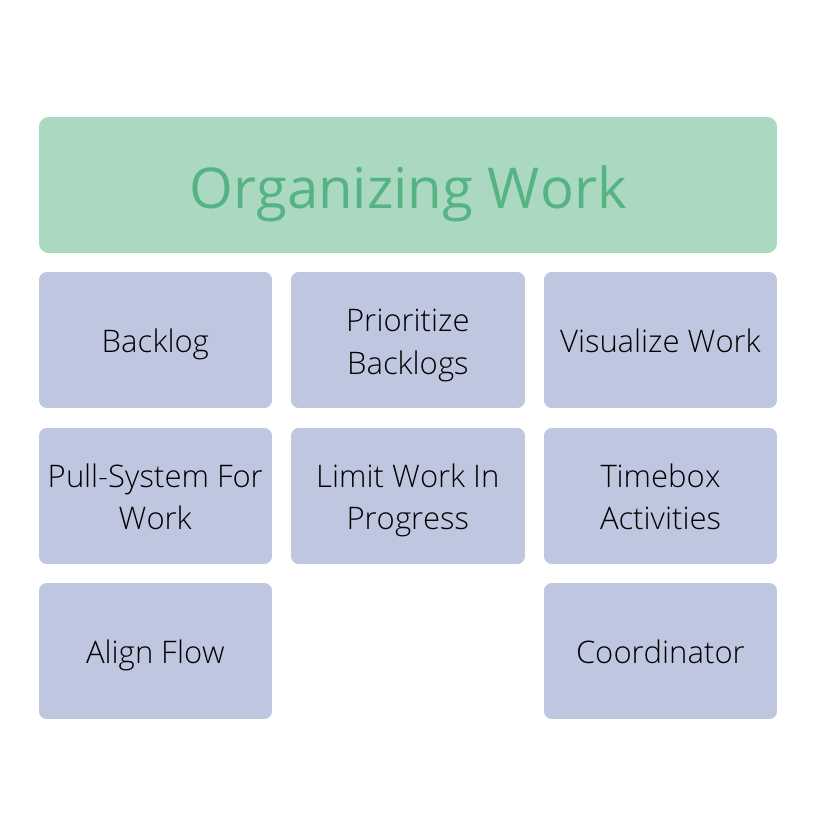 Organizing Work
Backlog
Prioritize
Backlogs
Visualize Work
Pull-System For
Work
Limit Work In
Progress
Timebox
Activities
Align Flow
Coordinator